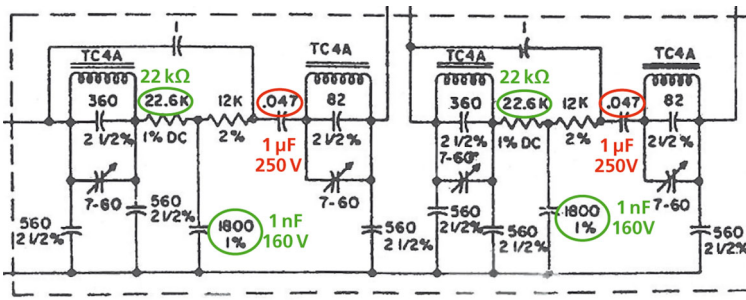 1
TC4A
22 kΩ
360
22.6K
12K
.047
TC4A
82
2 1/2%
1% DC
2%
1 µF
250 V
2 1/2%
7-60
7-60
560
2 1/2%
560
2 1/2%
1800
1%
1 nF
160 V
560
2 1/2%
1
TC4A
22 kΩ
360
22.6K
12K
.047
TC4A
82
2 1/2%
1% DC
2%
1 µF
250 V
2 1/2%
7-60
7-60
560
2 1/2%
560
2 1/2%
1800
1%
1 nF
160V
560
2 1/2%